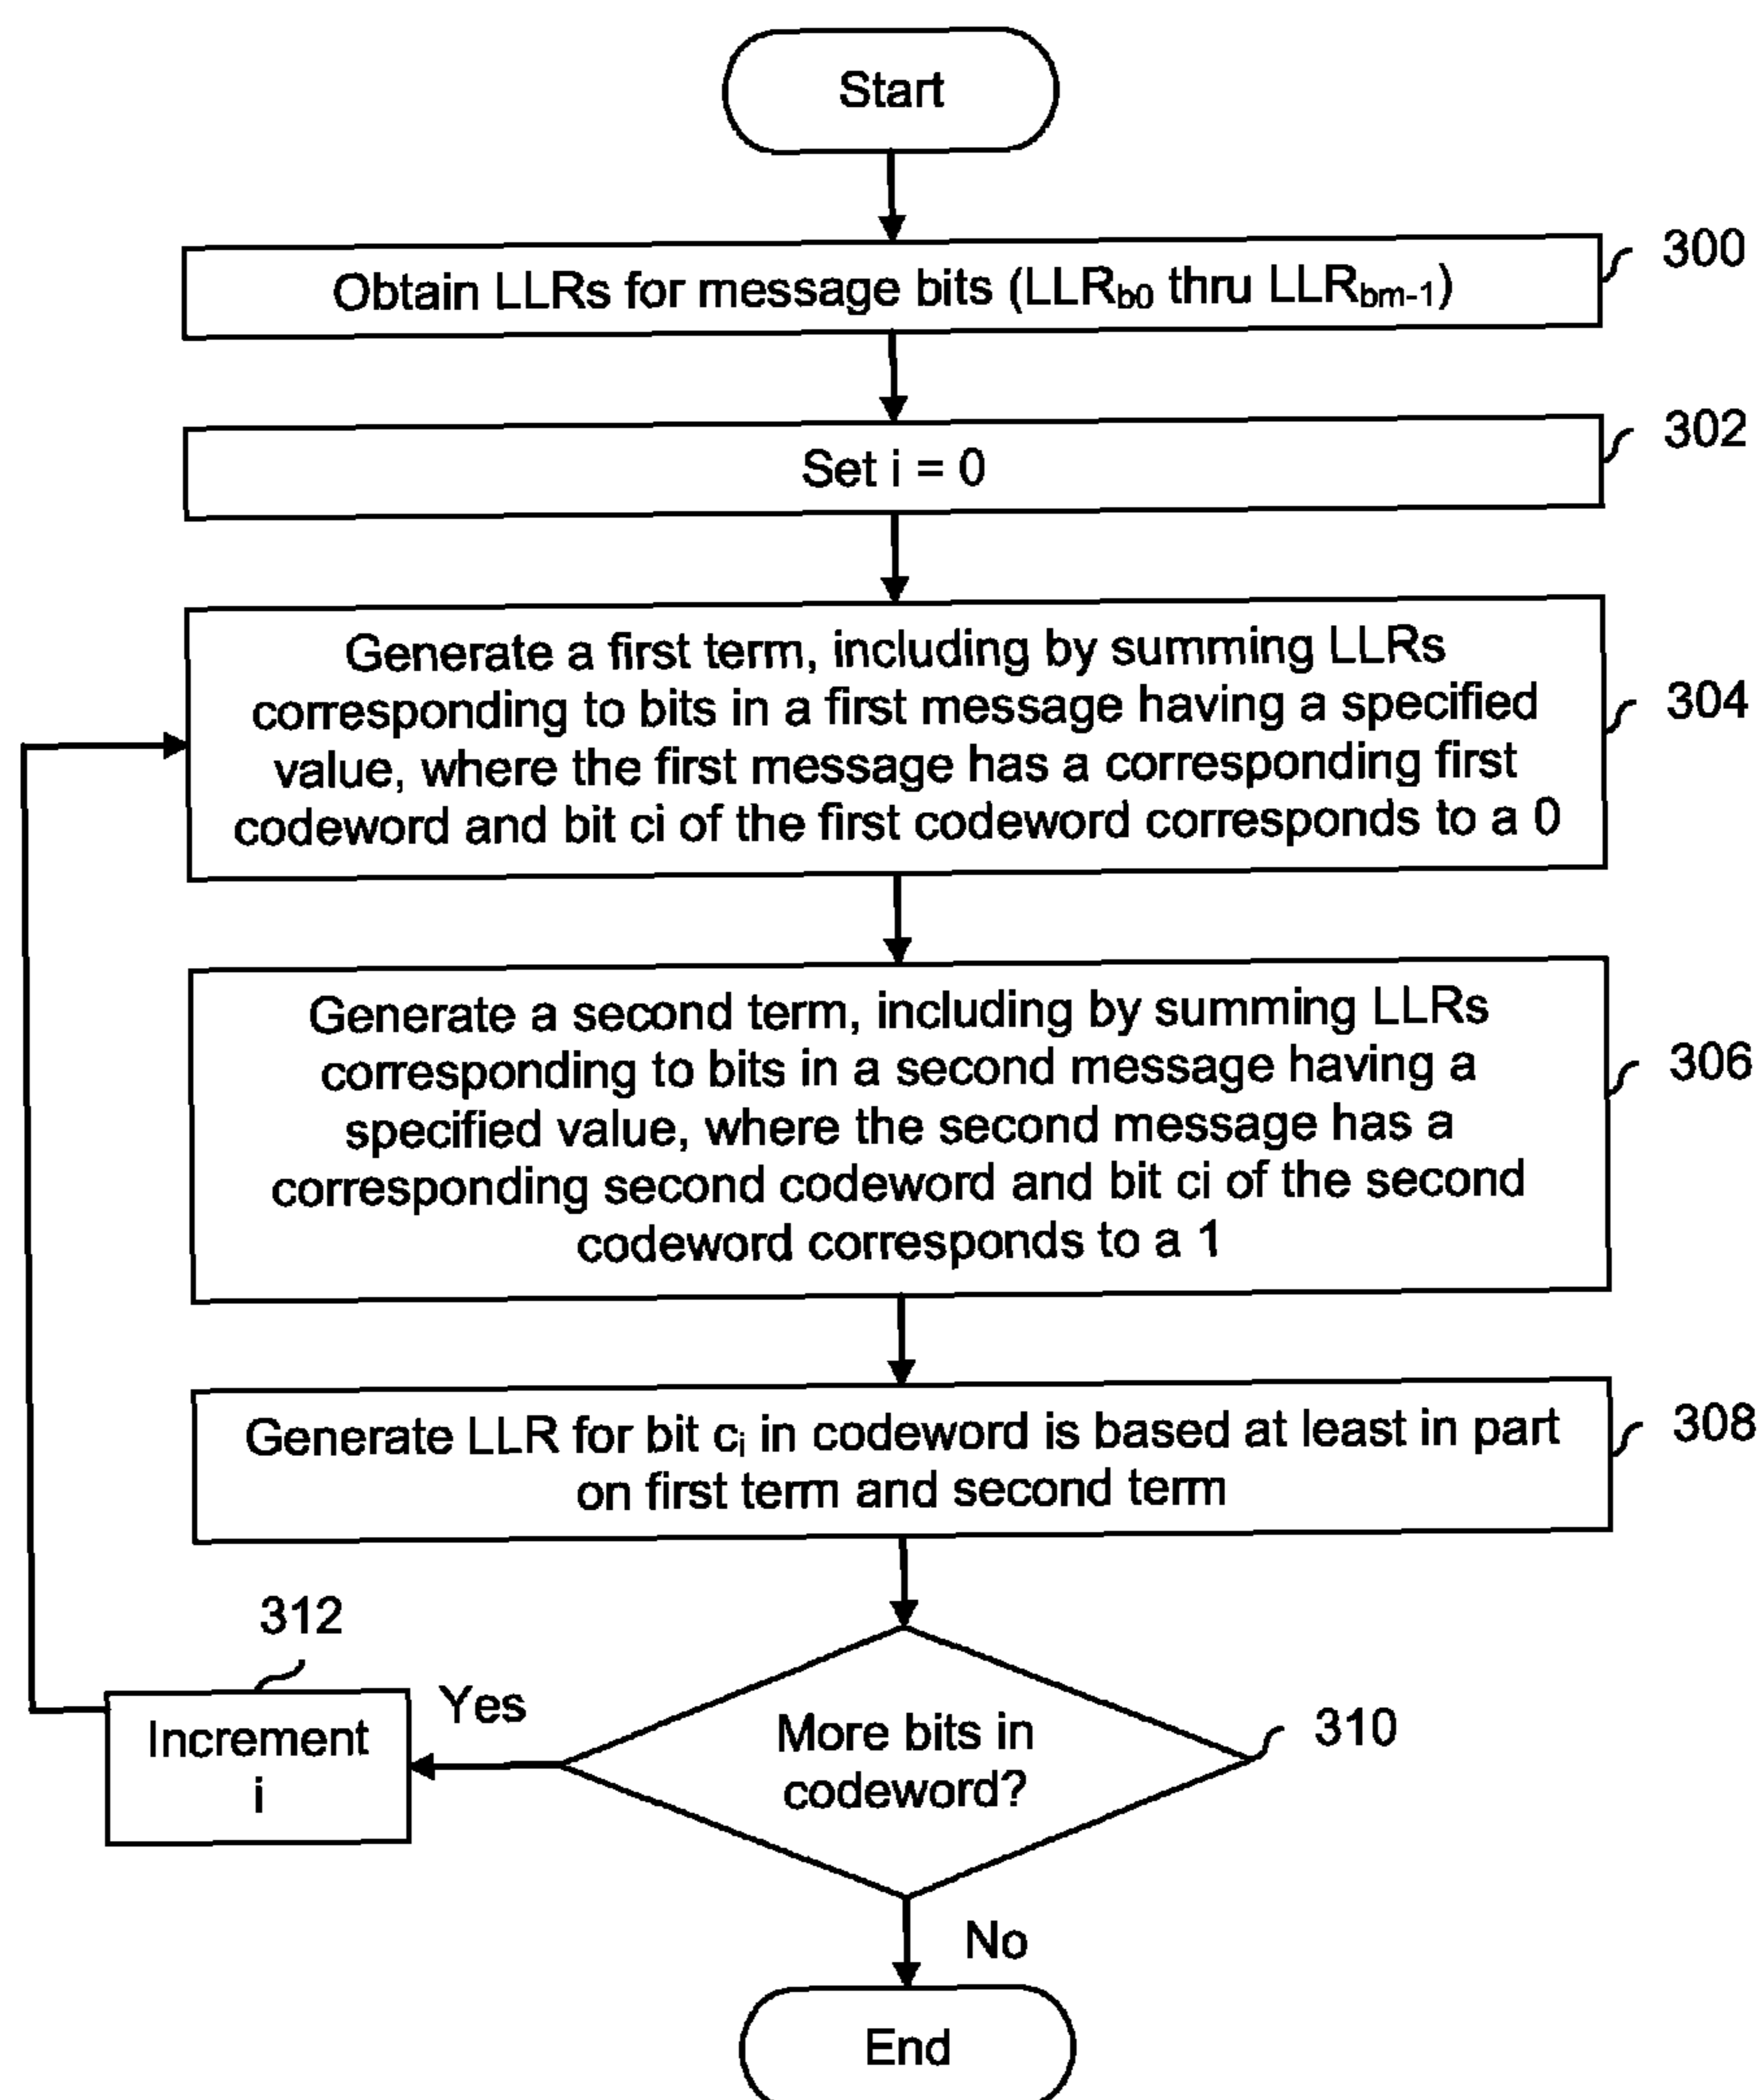 Start
Obtain LLRs for message bits (LLRb0 thru LLRbm-1)
300
Set i = 0
302
Generate a first term, including by summing LLRs
corresponding to bits in a first message having a specified
value, where the first message has a corresponding first
codeword and bit ci of the first codeword corresponds to a 0
304
Generate a second term, including by summing LLRs
corresponding to bits in a second message having a
specified value, where the second message has a
corresponding second codeword and bit ci of the second
codeword corresponds to a 1
306
Generate LLR for bit ci in codeword is based at least in part
on first term and second term
308
312
Increment
i
Yes
More bits in
codeword?
310
No
End